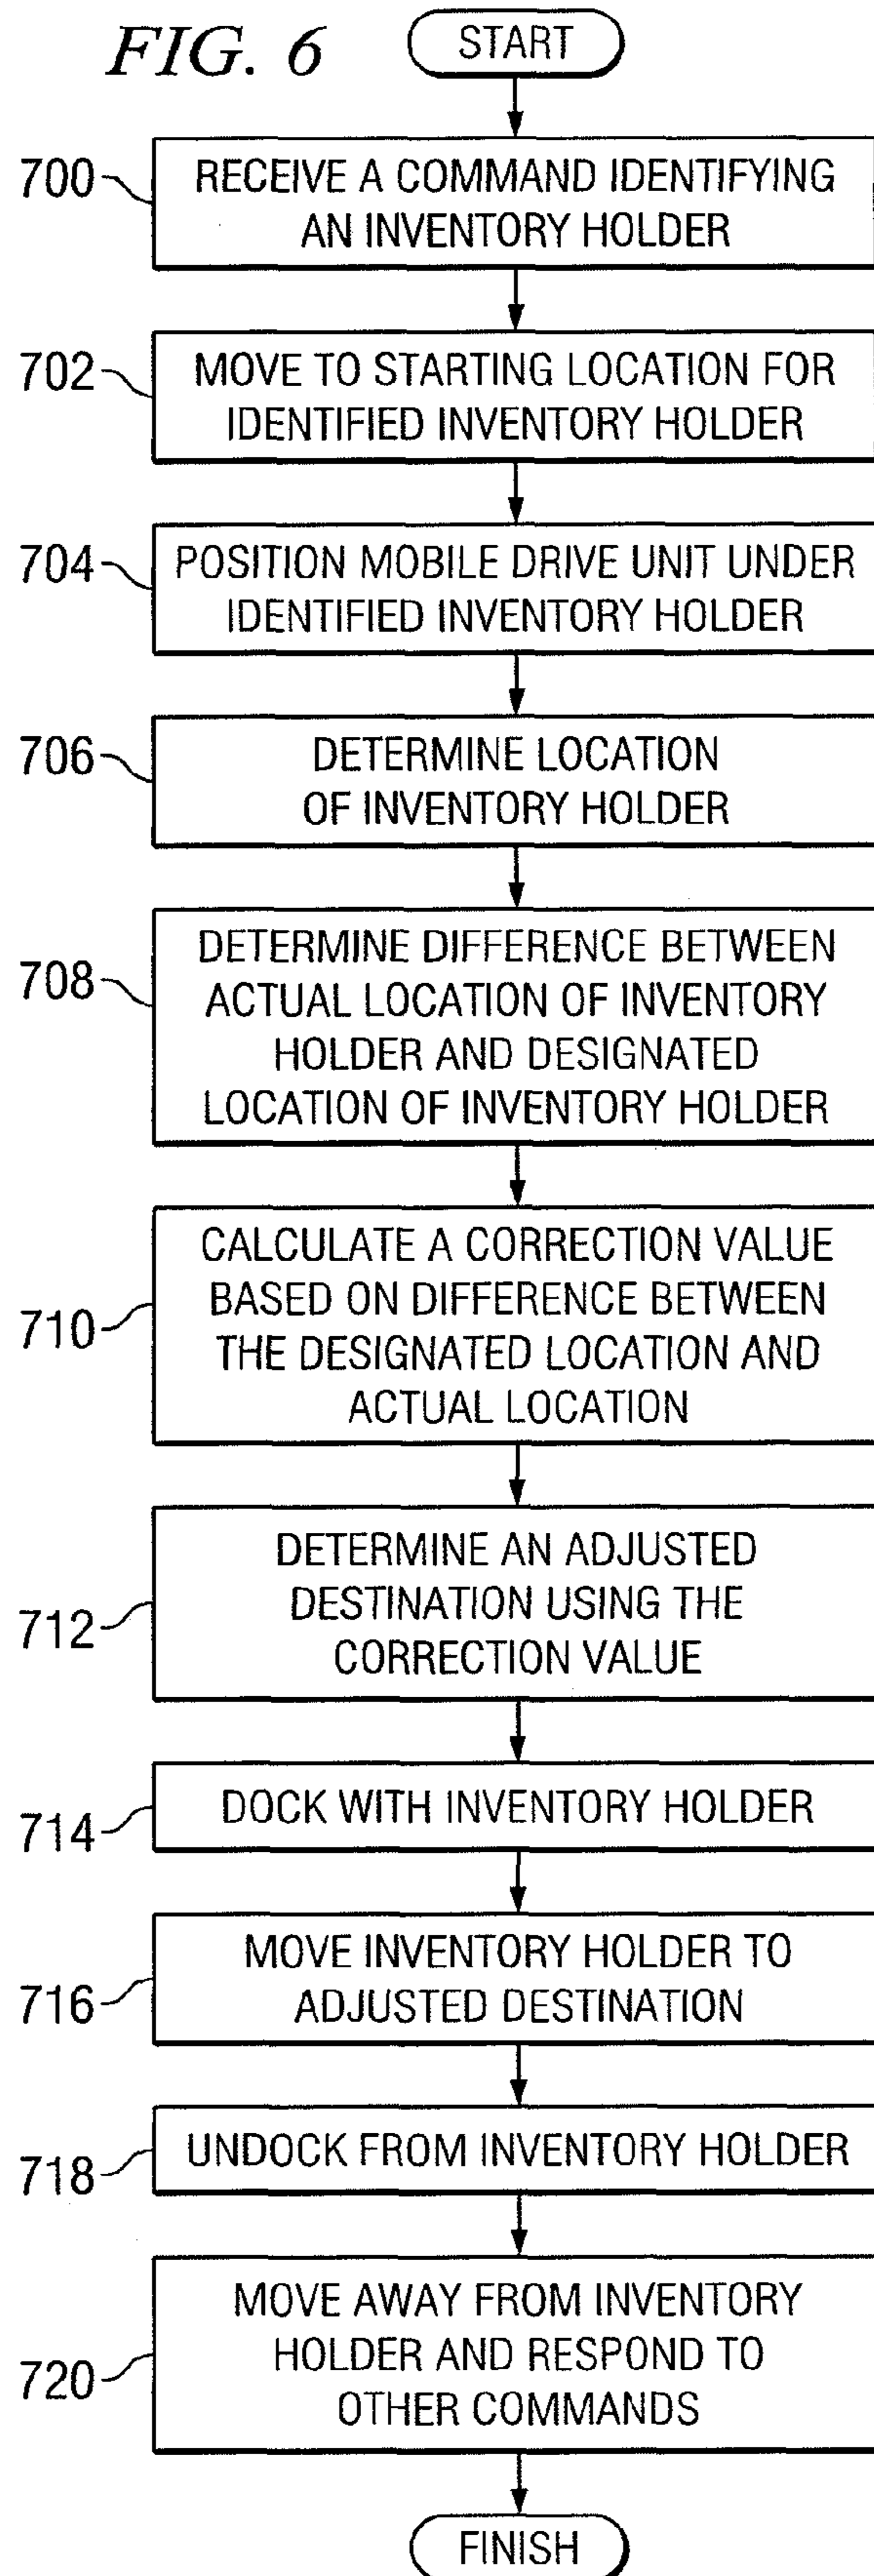 FIG. 6
START
700
RECEIVE A COMMAND IDENTIFYING
AN INVENTORY HOLDER
702
MOVE TO STARTING LOCATION FOR
IDENTIFIED INVENTORY HOLDER
704
POSITION MOBILE DRIVE UNIT UNDER
IDENTIFIED INVENTORY HOLDER
706
DETERMINE LOCATION
OF INVENTORY HOLDER
708
DETERMINE DIFFERENCE BETWEEN
ACTUAL LOCATION OF INVENTORY
HOLDER AND DESIGNATED
LOCATION OF INVENTORY HOLDER
710
CALCULATE A CORRECTION VALUE
BASED ON DIFFERENCE BETWEEN
THE DESIGNATED LOCATION AND
ACTUAL LOCATION
712
DETERMINE AN ADJUSTED
DESTINATION USING THE
CORRECTION VALUE
714
DOCK WITH INVENTORY HOLDER
716
MOVE INVENTORY HOLDER TO
ADJUSTED DESTINATION
718
UNDOCK FROM INVENTORY HOLDER
720
MOVE AWAY FROM INVENTORY
HOLDER AND RESPOND TO
OTHER COMMANDS
FINISH